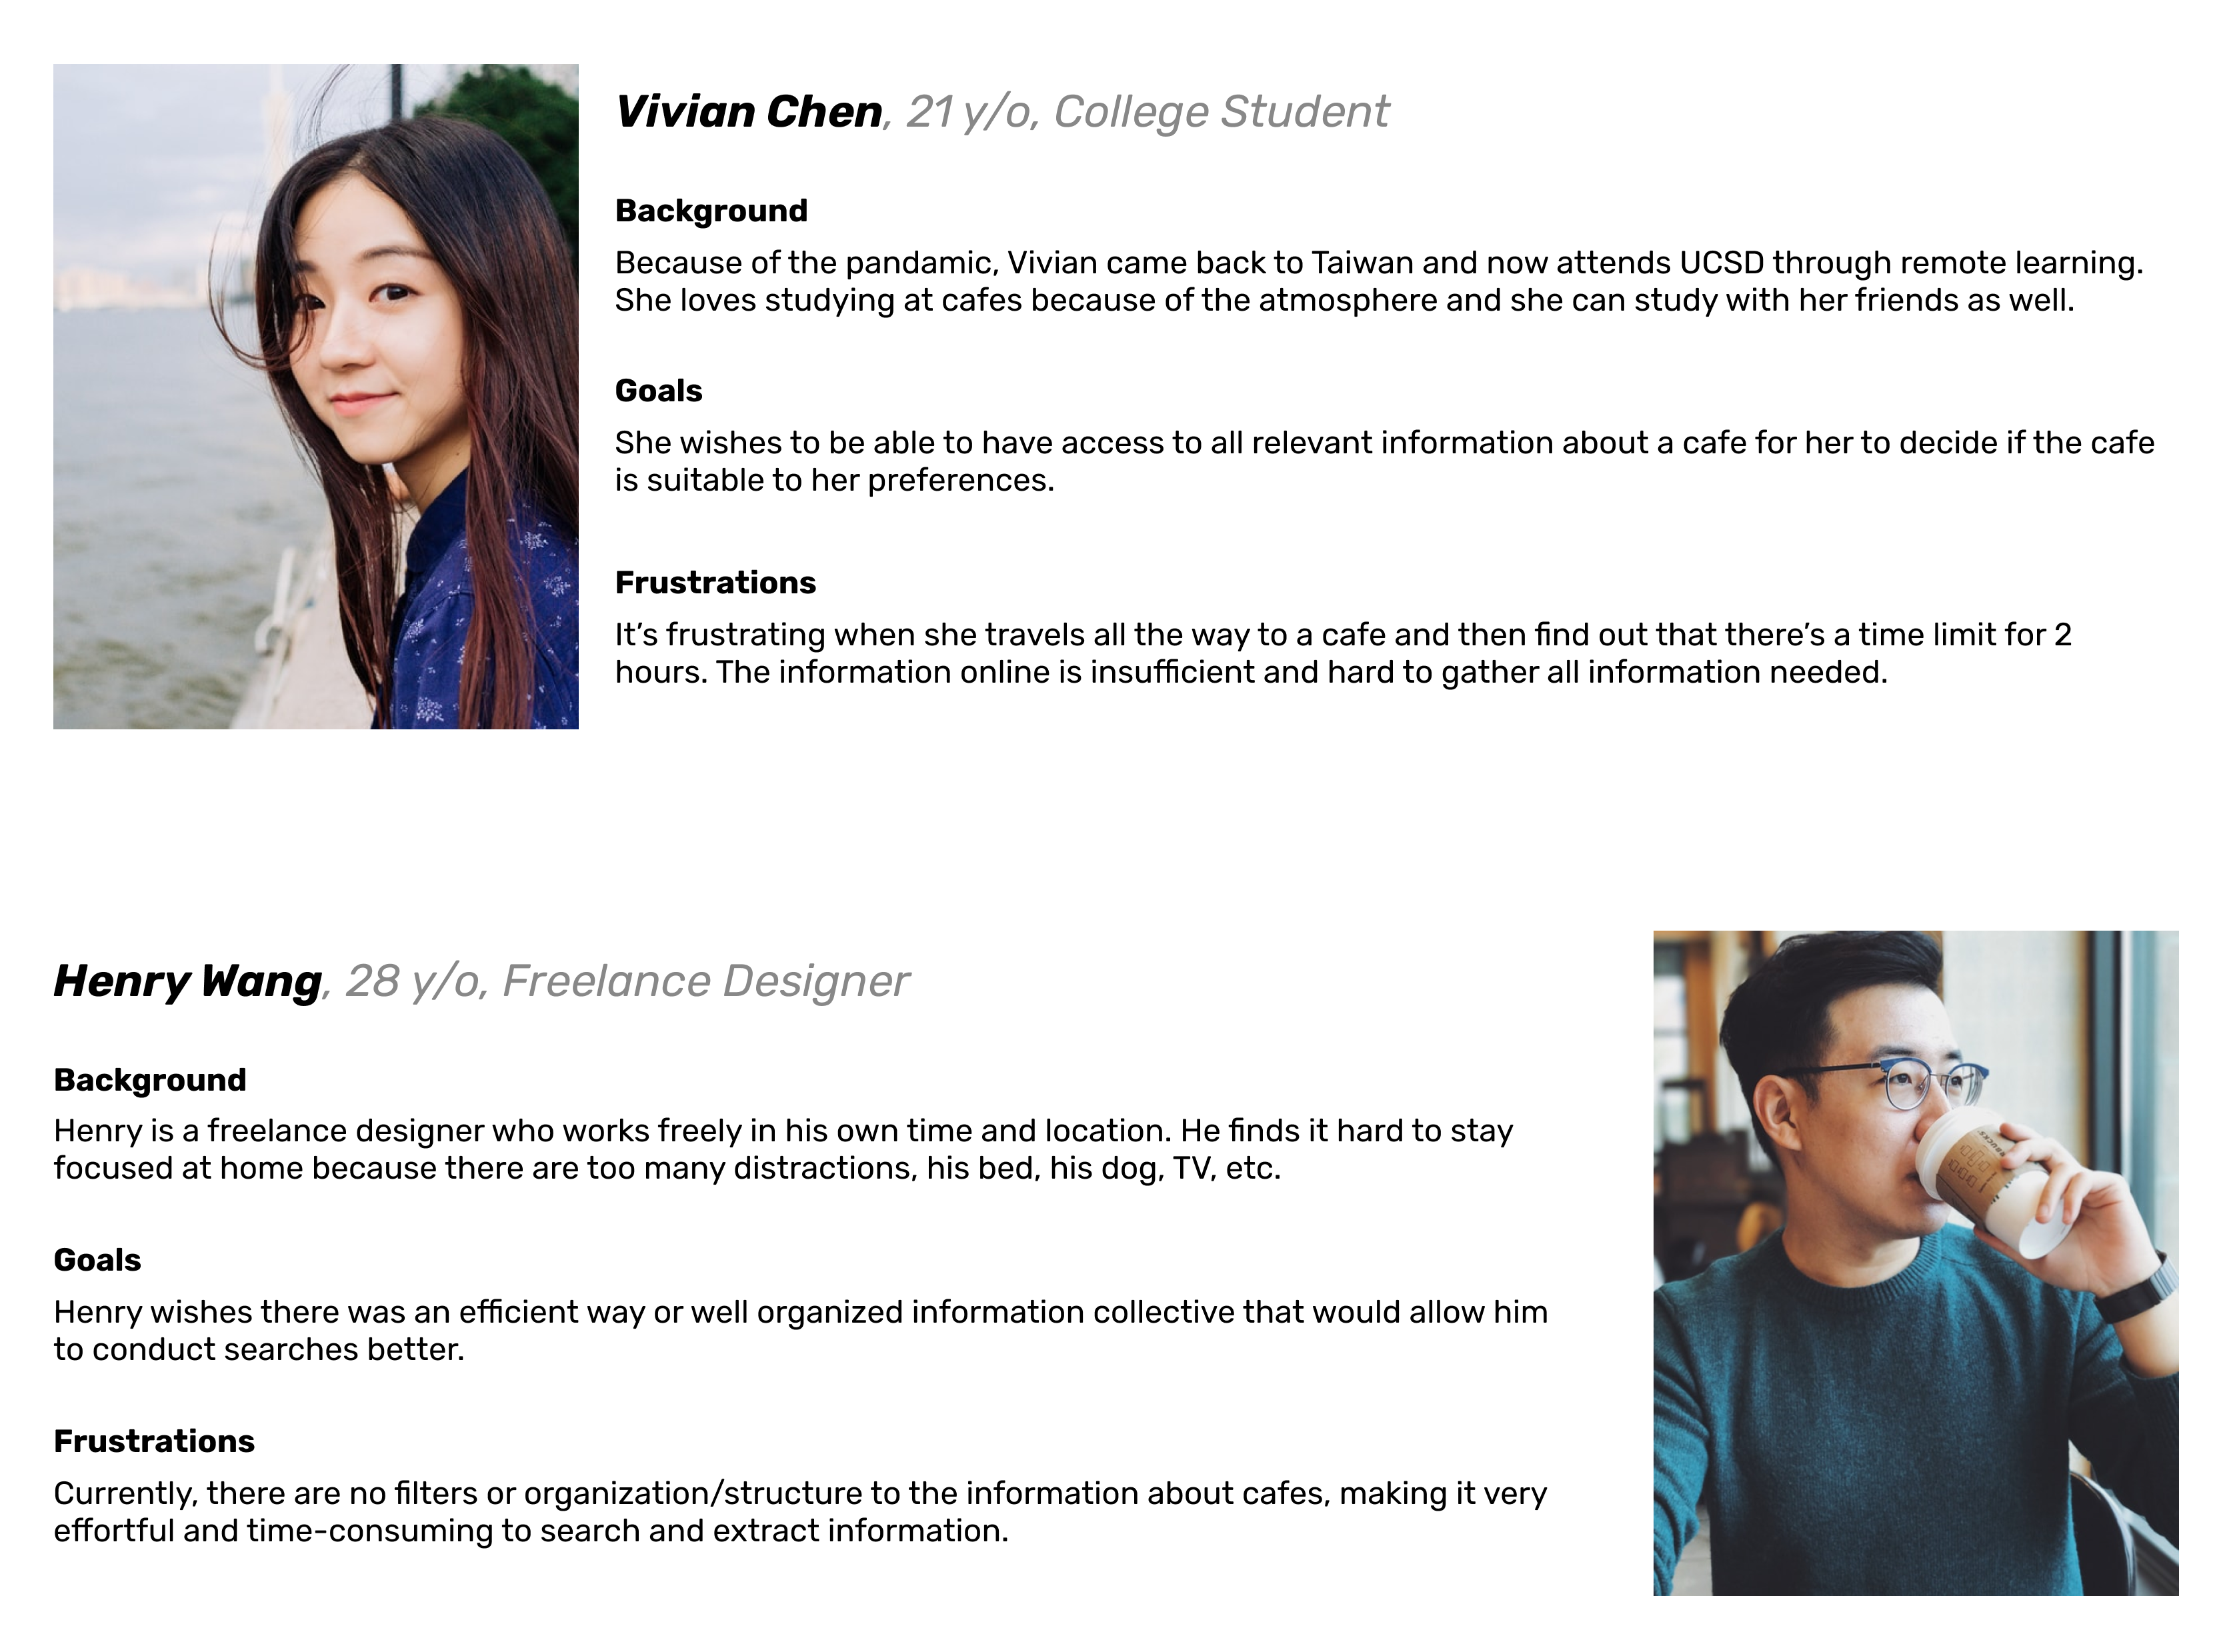 Vivian Chen, 21 y/o, College Student
Background
Because of the pandamic, Vivian came back to Taiwan and now attends UCSD through remote learning.
She loves studying at cafes because of the atmosphere and she can study with her friends as well.
Goals
She wishes to be able to have access to all relevant information about a cafe for her to decide if the cafe
is suitable to her preferences.
Frustrations
It’s frustrating when she travels all the way to a cafe and then find out that there’s a time limit for 2
hours. The information online is insufficient and hard to gather all information needed.
Henry Wang, 28 y/o, Freelance Designer
Background
Henry is a freelance designer who works freely in his own time and location. He finds it hard to stay
focused at home because there are too many distractions, his bed, his dog, TV, etc.
Goals
Henry wishes there was an efficient way or well organized information collective that would allow him
to conduct searches better.
Frustrations
Currently, there are no filters or organization/structure to the information about cafes, making it very
effortful and time-consuming to search and extract information.